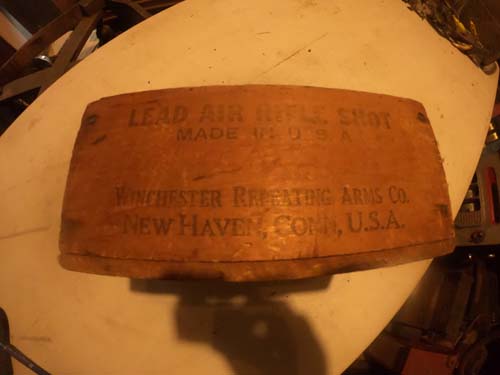 LEAD AIR RIFLE SHOT
MADE IN U S A
WINCHESTER REPEATING ARMS CO.
NEW HAVEN, CONN, U.S.A.